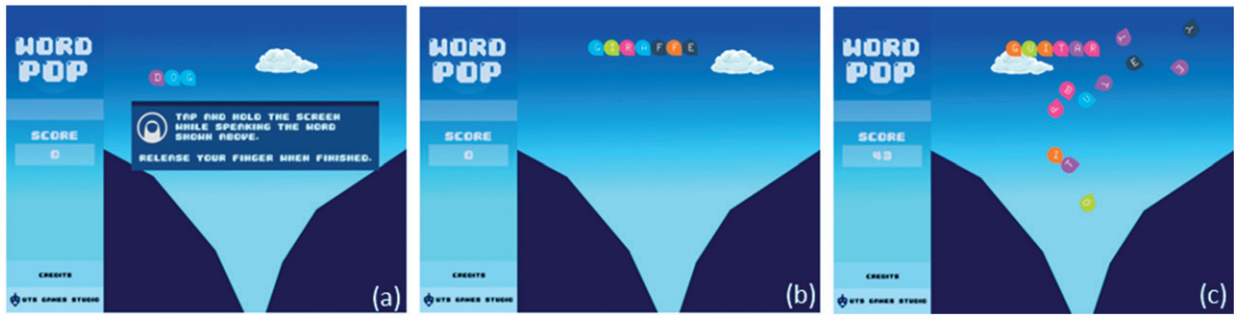 WORD
POP
SCORE
0
CREDITS
UTS GAMES STUDIO
DOG
TAP AND HOLD THE SCREEN
WHILE SPEAKING THE WORD
SHOWN ABOVE.
RELEASE YOUR FINGER WHEN FINISHED.
(a)
WORD
POP
SCORE
0
CREDITS
UTS GAMES STUDIO
GIRAFFE
(b)
WORD
POP
SCORE
CREDITS
UTS GAMES STUDIO
GUITAR
E
B
U
I
T
O
(c)